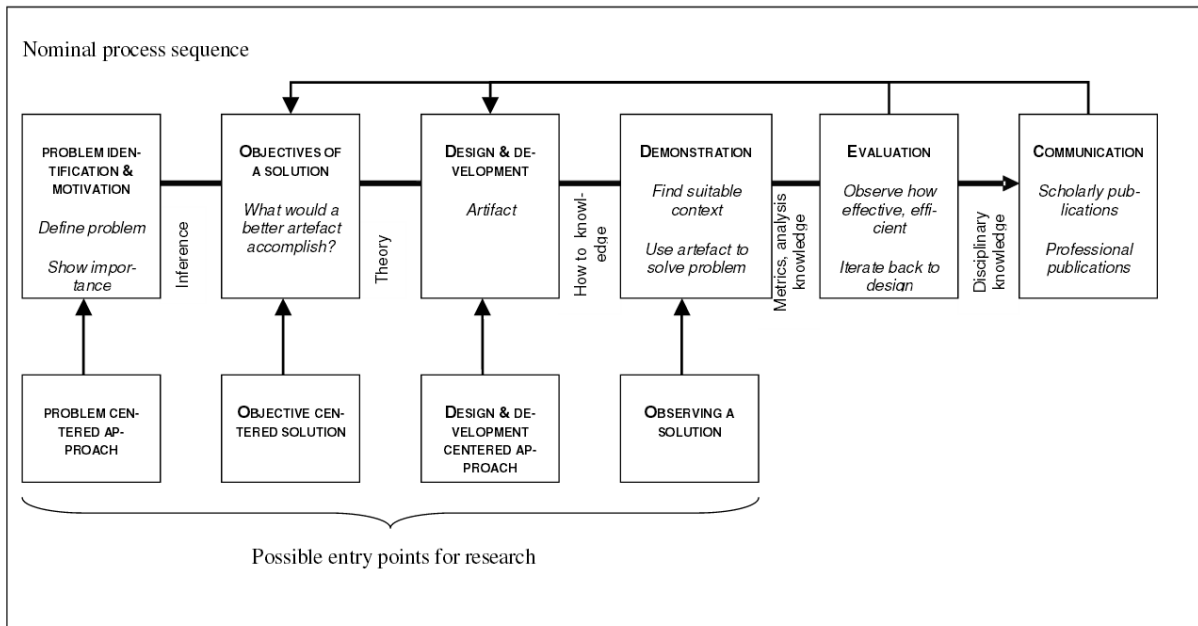 Nominal process sequence
PROBLEM IDEN-
TIFICATION &
MOTIVATION
Define problem
Show impor-
tance
Inference
OBJECTIVES OF
A SOLUTION
What would a
better artefact
accomplish?
Theory
DESIGN & DE-
VELOPMENT
Artifact
How to knowl-
edge
DEMONSTRATION
Find suitable
context
Use artefact to
solve problem
Metrics, analysis
knowledge
EVALUATION
Observe how
effective, effi-
cient
Iterate back to
design
Disciplinary
knowledge
COMMUNICATION
Scholarly pub-
lications
Professional
publications
PROBLEM CEN-
TERED AP-
PROACH
OBJECTIVE CEN-
TERED SOLUTION
DESIGN & DE-
VELOPMENT
CENTERED AP-
PROACH
OBSERVING A
SOLUTION
Possible entry points for research